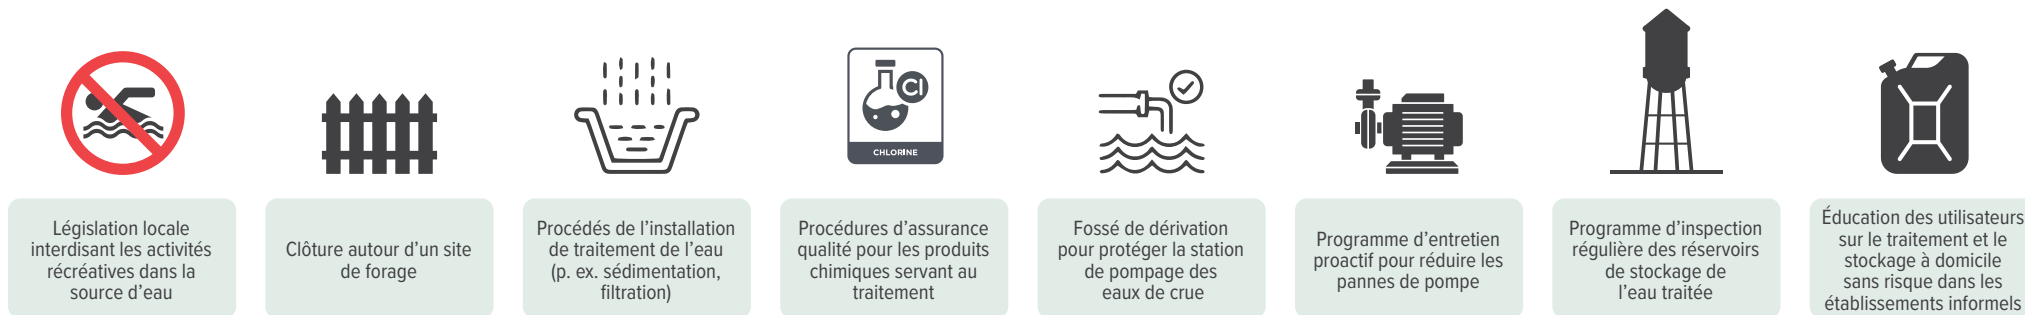 Cl
CHLORINE
Législation locale
interdisant les activités
récréatives dans la
source d'eau
Clôture autour d'un site
de forage
Procédés de l'installation
de traitement de l'eau
(p. ex. sédimentation,
filtration)
Procédures d'assurance
qualité pour les produits
chimiques servant au
traitement
Fossé de dérivation
pour protéger la station
de pompage des
eaux de crue
Programme d'entretien
proactif pour réduire les
pannes de pompe
Programme d'inspection
régulière des réservoirs
de stockage de
l'eau traitée
Éducation des utilisateurs
sur le traitement et le
stockage à domicile
sans risque dans les
établissements informels